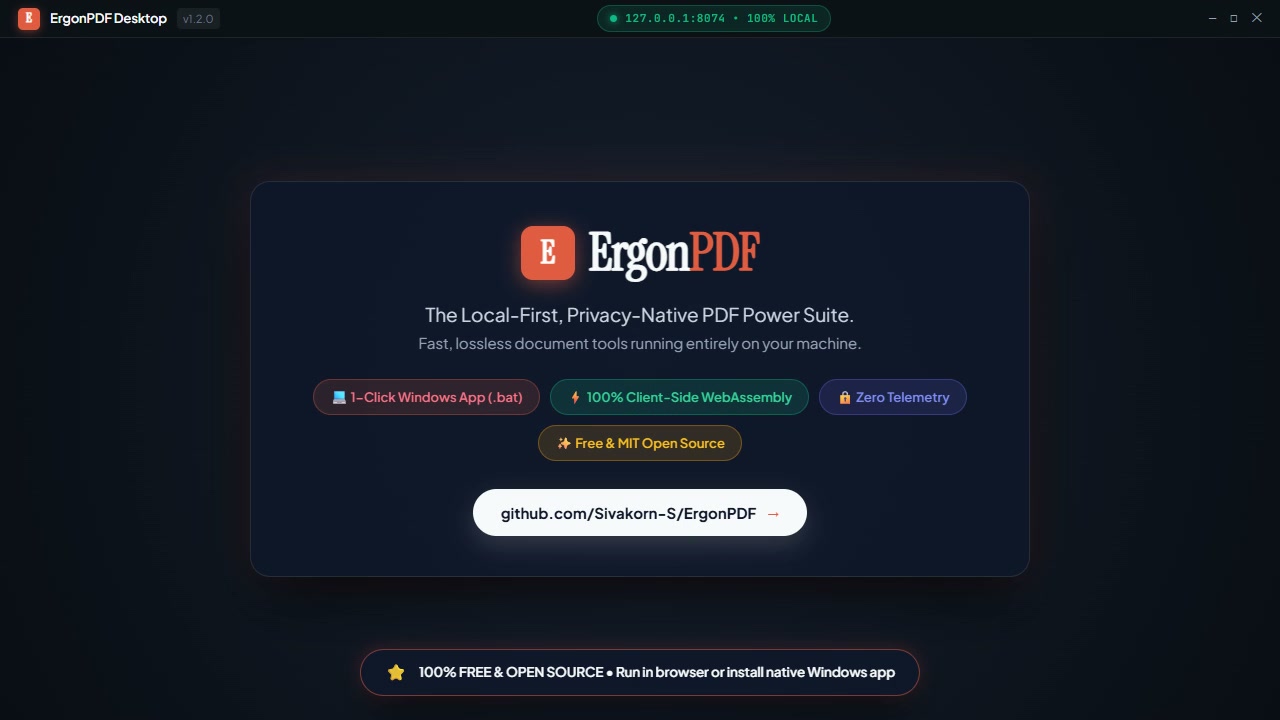 E ErgonPDF Desktop v1.2.0
127.0.0.1:8074 • 100% LOCAL
E ErgonPDF
The Local-First, Privacy-Native PDF Power Suite.
Fast, lossless document tools running entirely on your machine.
1-Click Windows App (.bat)
100% Client-Side WebAssembly
Zero Telemetry
Free & MIT Open Source
github.com/Sivakorn-S/ErgonPDF →
100% FREE & OPEN SOURCE • Run in browser or install native Windows app